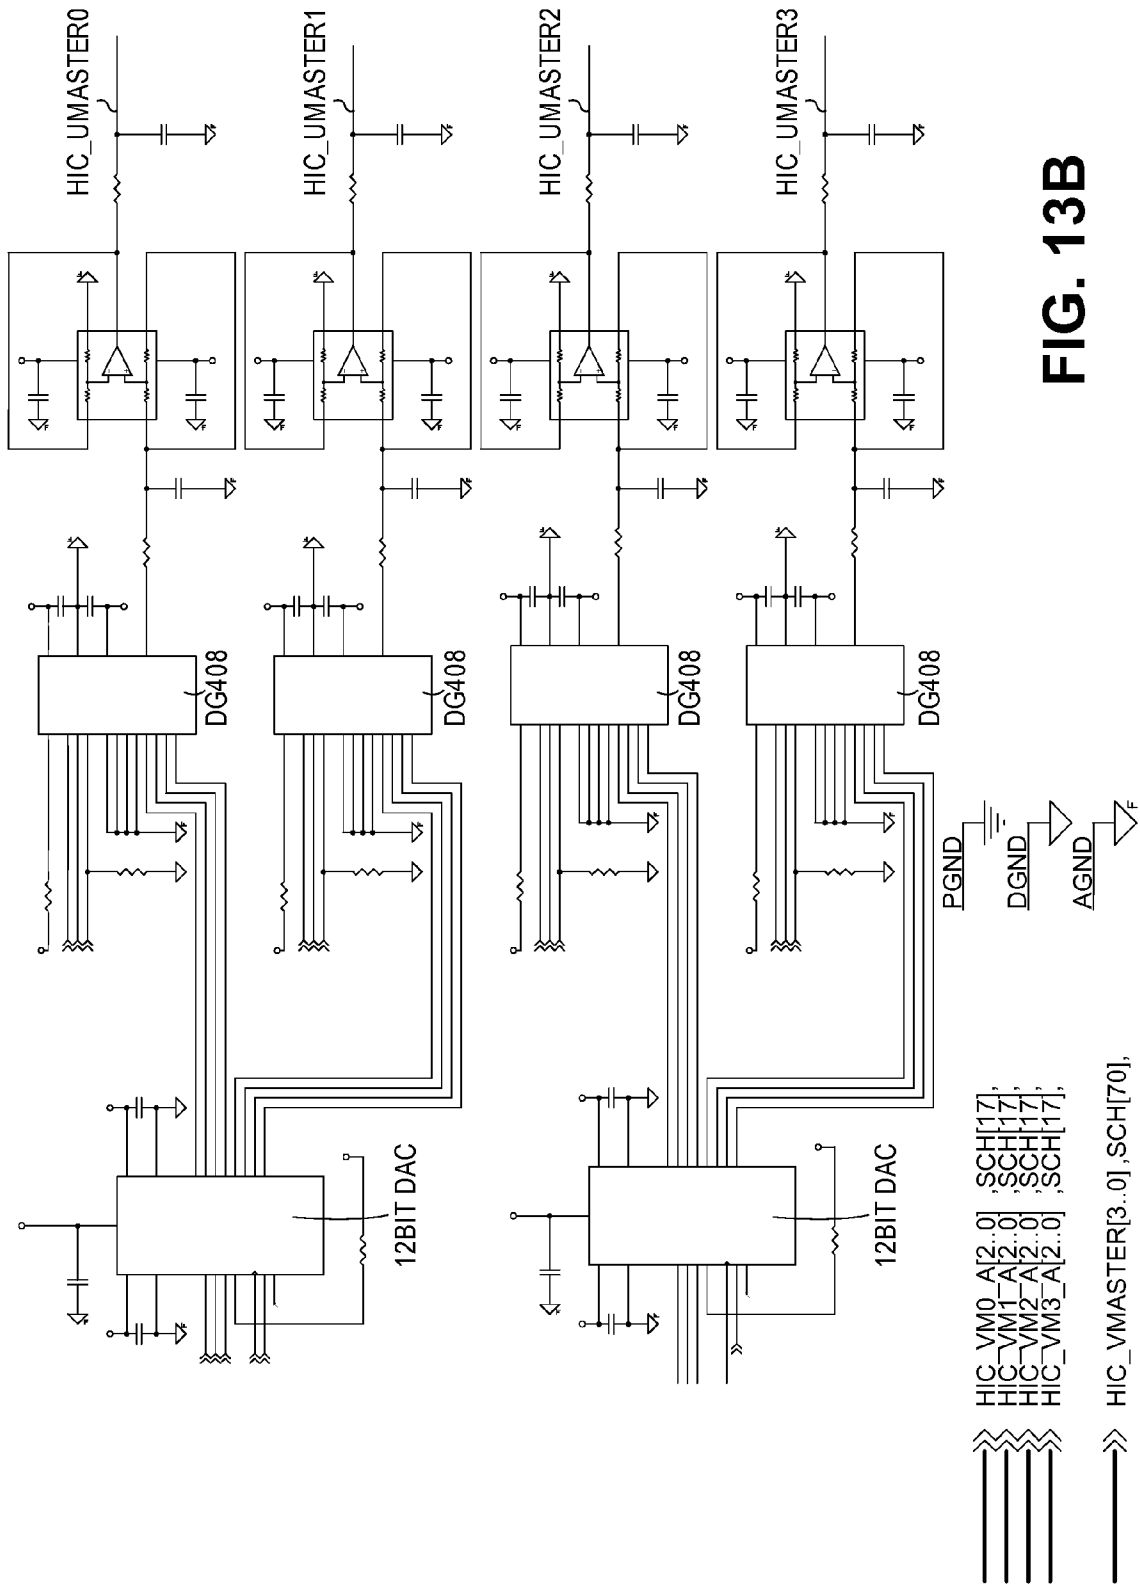 HIC_UMASTER0
HIC_UMASTER1
HIC_UMASTER2
HIC_UMASTER3
DG408
DG408
DG408
DG408
12BIT DAC
12BIT DAC
PGND
DGND
AGND
F
HIC_VM0_A[2..0] ,SCH[17],
HIC_VM1_A[2..0] ,SCH[17],
HIC_VM2_A[2..0] ,SCH[17],
HIC_VM3_A[2..0] ,SCH[17],
HIC_VMASTER[3..0] ,SCH[70],
FIG. 13B